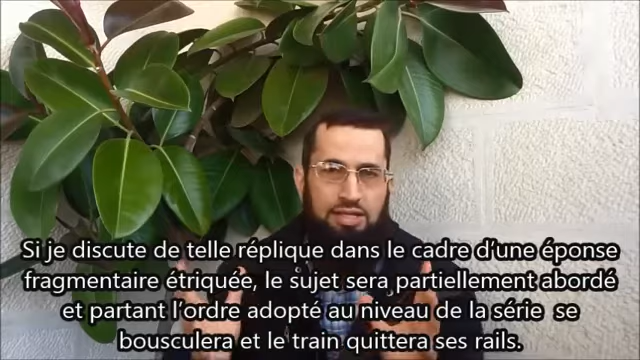 Si je discute de telle réplique dans le cadre d'une éponse
fragmentaire étriquée, le sujet sera partiellement abordé
et partant l'ordre adopté au niveau de la série se
bousculera et le train quittera ses rails.